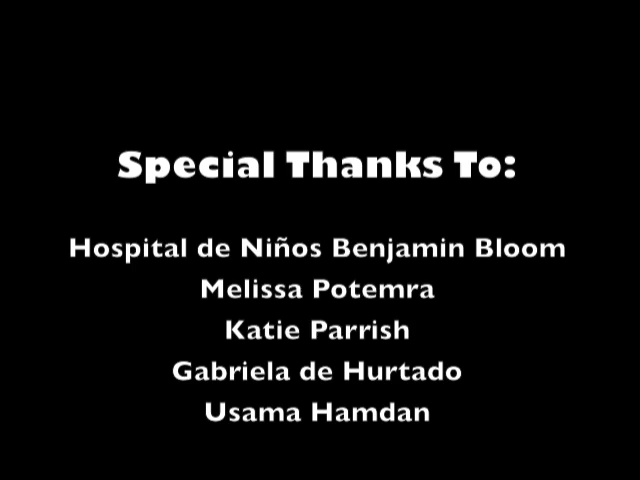 Special Thanks To:
Hospital de Niños Benjamin Bloom
Melissa Potemra
Katie Parrish
Gabriela de Hurtado
Usama Hamdan